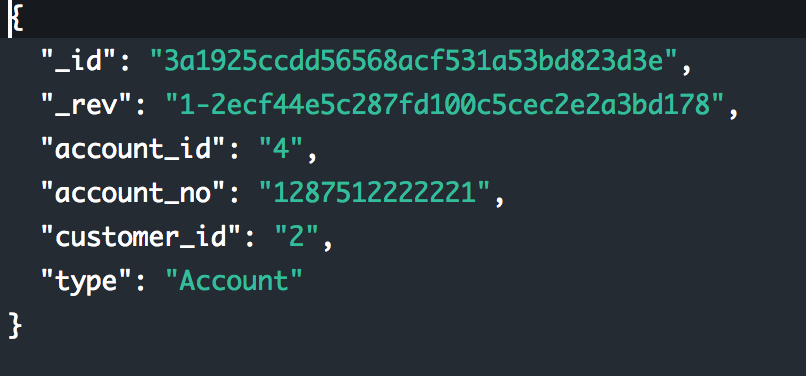 {
"_id": "3a1925ccdd56568acf531a53bd823d3e",
"_rev": "1-2ecf44e5c287fd100c5cec2e2a3bd178",
"account_id": "4",
"account_no": "1287512222221",
"customer_id": "2",
"type": "Account"
}